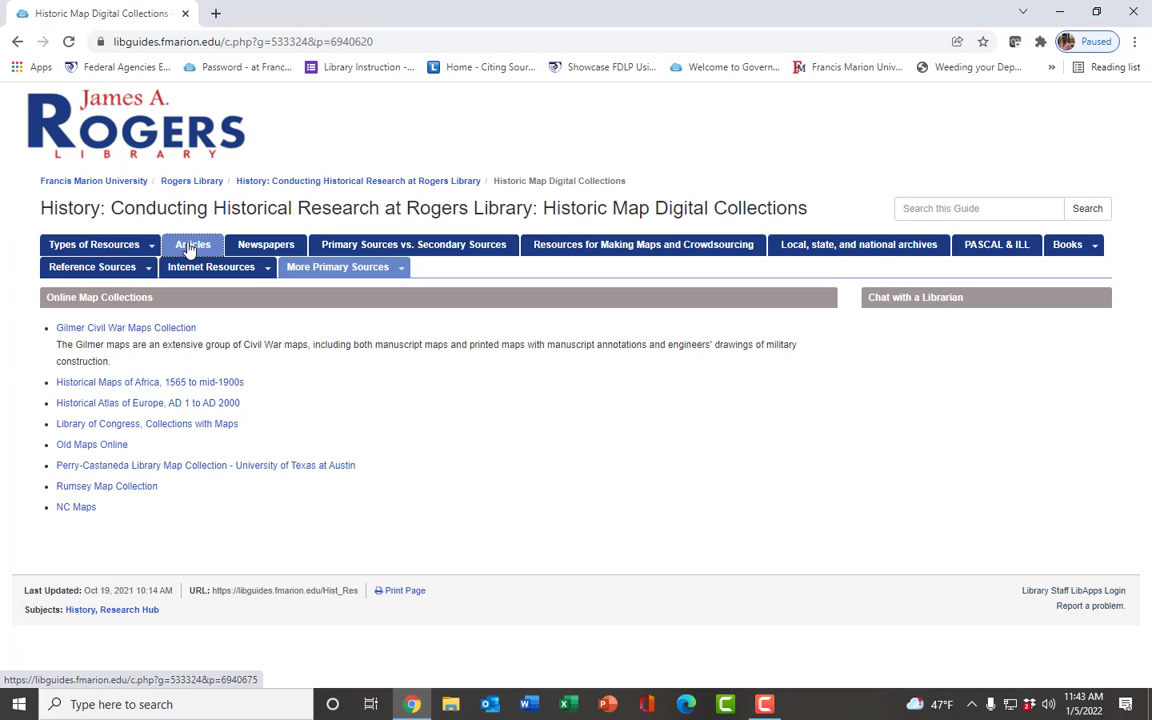 Historic Map Digital Collections
libguides.fmarion.edu/c.php?g=533324&p=6940620
Paused
Apps
Federal Agencies E...
Password - at Franc...
Library Instruction -...
Home - Citing Sour...
Showcase FDLP Usi...
Welcome to Govern...
Francis Marion Univ...
Weeding your Dep...
»
Reading list
James A.
ROGERS
LIBRARY
Francis Marion University / Rogers Library / History: Conducting Historical Research at Rogers Library / Historic Map Digital Collections
History: Conducting Historical Research at Rogers Library: Historic Map Digital Collections
Search this Guide
Search
Types of Resources
Articles
Newspapers
Primary Sources vs. Secondary Sources
Resources for Making Maps and Crowdsourcing
Local, state, and national archives
PASCAL & ILL
Books
Reference Sources
Internet Resources
More Primary Sources
Online Map Collections
Chat with a Librarian
Gilmer Civil War Maps Collection
The Gilmer maps are an extensive group of Civil War maps, including both manuscript maps and printed maps with manuscript annotations and engineers' drawings of military
construction.
Historical Maps of Africa, 1565 to mid-1900s
Historical Atlas of Europe, AD 1 to AD 2000
Library of Congress, Collections with Maps
Old Maps Online
Perry-Castaneda Library Map Collection - University of Texas at Austin
Rumsey Map Collection
NC Maps
Last Updated: Oct 19, 2021 10:14 AM
URL: https://libguides.fmarion.edu/Hist_Res
Print Page
Library Staff LibApps Login
Subjects: History, Research Hub
Report a problem.
https://libguides.fmarion.edu/c.php?g=533324&p=6940675
Type here to search
47°F
11:43 AM
1/5/2022